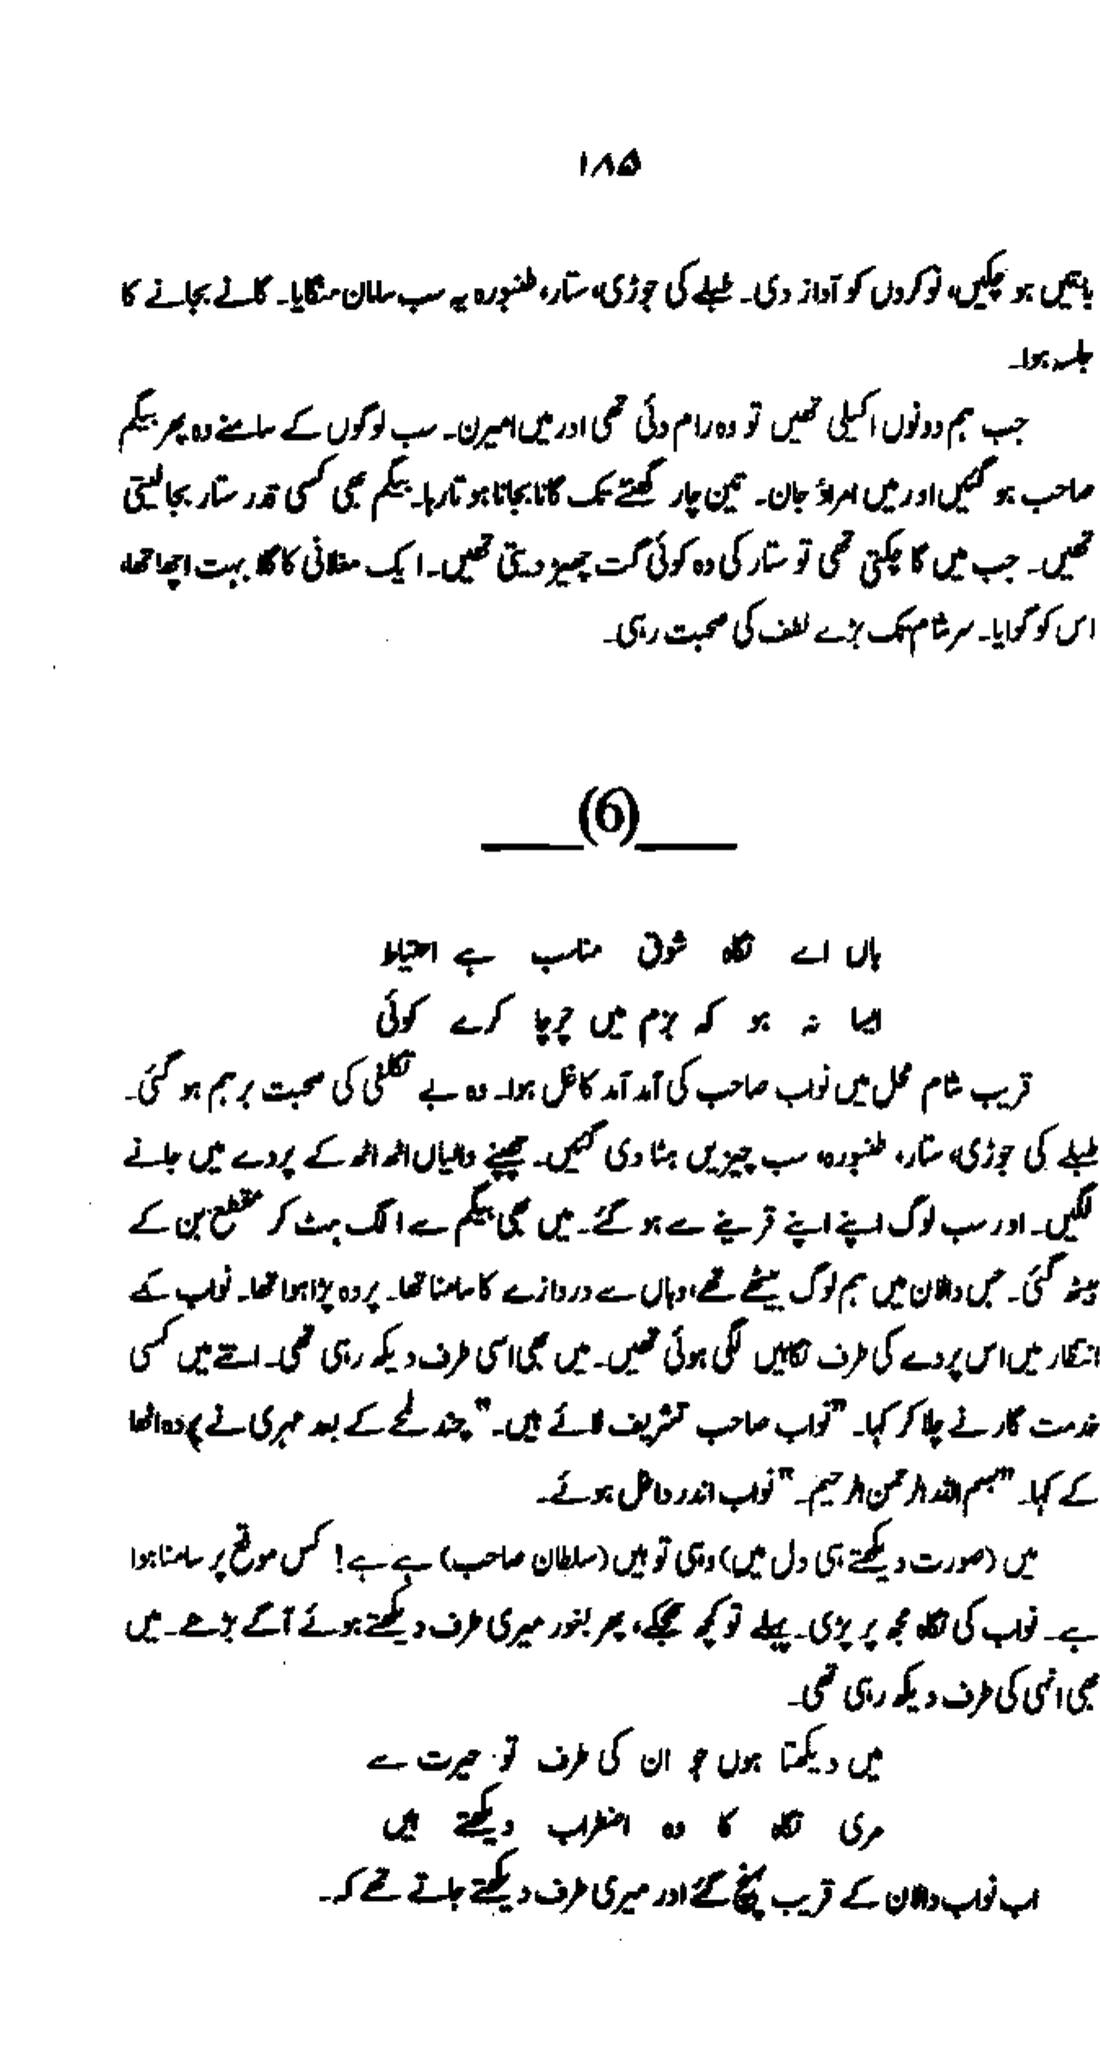 ۱۸۵
باتیں ہو چکیں، نوکروں کو آواز دی۔ طبلے کی جوڑی، ستار، طنبورہ یہ سب سامان منگایا۔ گانے بجانے کا
جلسہ ہوا۔
جب ہم دونوں اکیلی تھیں تو وہ رام دئی تھی اور میں امیرن۔ سب لوگوں کے سامنے وہ پھر بیگم
صاحب ہو گئیں اور میں امراؤ جان۔ تین چار گھنٹے تک گانا بجانا ہوتا رہا۔ بیگم بھی کسی قدر ستار بجا لیتی
تھیں۔ جب میں گا چکتی تھی تو ستار کی وہ کوئی گت چھیڑ دیتی تھیں۔ ایک مغلانی کا گلا بہت اچھا تھا،
اس کو گوایا۔ سر شام تک بڑے لطف کی صحبت رہی۔
(6)
ہاں اے نگاہ شوق مناسب ہے احتیاط
ایسا نہ ہو کہ بزم میں چرچا کرے کوئی
قریب شام محل میں نواب صاحب کی آمد آمد کا غل ہوا۔ وہ بے تکلفی کی صحبت برہم ہو گئی۔
طبلے کی جوڑی، ستار، طنبورہ، سب چیزیں ہٹا دی گئیں۔ چھپنے والیاں اٹھ اٹھ کے پردے میں جانے
لگیں۔ اور سب لوگ اپنے اپنے قرینے سے ہو گئے۔ میں بھی بیگم سے الگ ہٹ کر مقطع بن کے
بیٹھ گئی۔ جس دالان میں ہم لوگ بیٹھے تھے، وہاں سے دروازے کا سامنا تھا۔ پردہ پڑا ہوا تھا۔ نواب کے
انتظار میں اس پردے کی طرف نگاہیں لگی ہوئی تھیں۔ میں بھی اسی طرف دیکھ رہی تھی۔ اتنے میں کسی
خدمت گار نے چلا کر کہا۔ "نواب صاحب تشریف لائے ہیں۔" چند لمحے کے بعد مہری نے پردہ اٹھا
کے کہا۔ "بسم اللہ الرحمن الرحیم۔" نواب اندر داخل ہوئے۔
میں (صورت دیکھتے ہی دل میں) وہی تو ہیں (سلطان صاحب) ہے ہے! کس موقع پر سامنا ہوا
ہے۔ نواب کی نگاہ مجھ پر پڑی۔ پہلے تو کچھ جھجکے، پھر بغور میری طرف دیکھتے ہوئے آگے بڑھے۔ میں
بھی انہی کی طرف دیکھ رہی تھی۔
میں دیکھتا ہوں جو ان کی طرف تو حیرت سے
مری نگاہ کا وہ اضطراب دیکھتے ہیں
اب نواب دالان کے قریب پہنچ گئے اور میری طرف دیکھتے جاتے تھے کہ۔